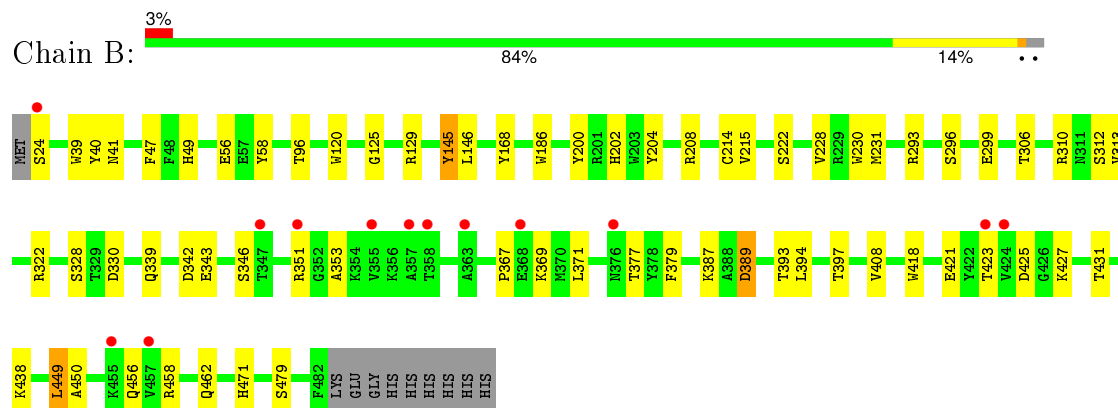 3%
Chain B:
84%
14%
MET S24 W39 Y40 N41 F47 F48 H49 E56 E57 Y58 T96 W120 G125 R129 Y145 L146 Y168 W186 Y200 R201 H202 W203 Y204 R208 C214 V215 S222 V228 R229 W230 M231 R293 S296 E299 T306 R310 N311 S312 V313
R322 S328 T329 D330 Q339 D342 E343 S346 T347 R351 G352 A353 K354 V355 K356 A357 T358 A363 P367 E368 K369 M370 L371 N376 T377 Y378 F379 K387 A388 D389 T393 L394 T397 V408 W418 E421 Y422 T423 V424 D425 G426 K427 T431
K438 L449 A450 K455 Q456 V457 R458 Q462 H471 S479 F482 LYS GLU GLY HIS HIS HIS HIS HIS HIS